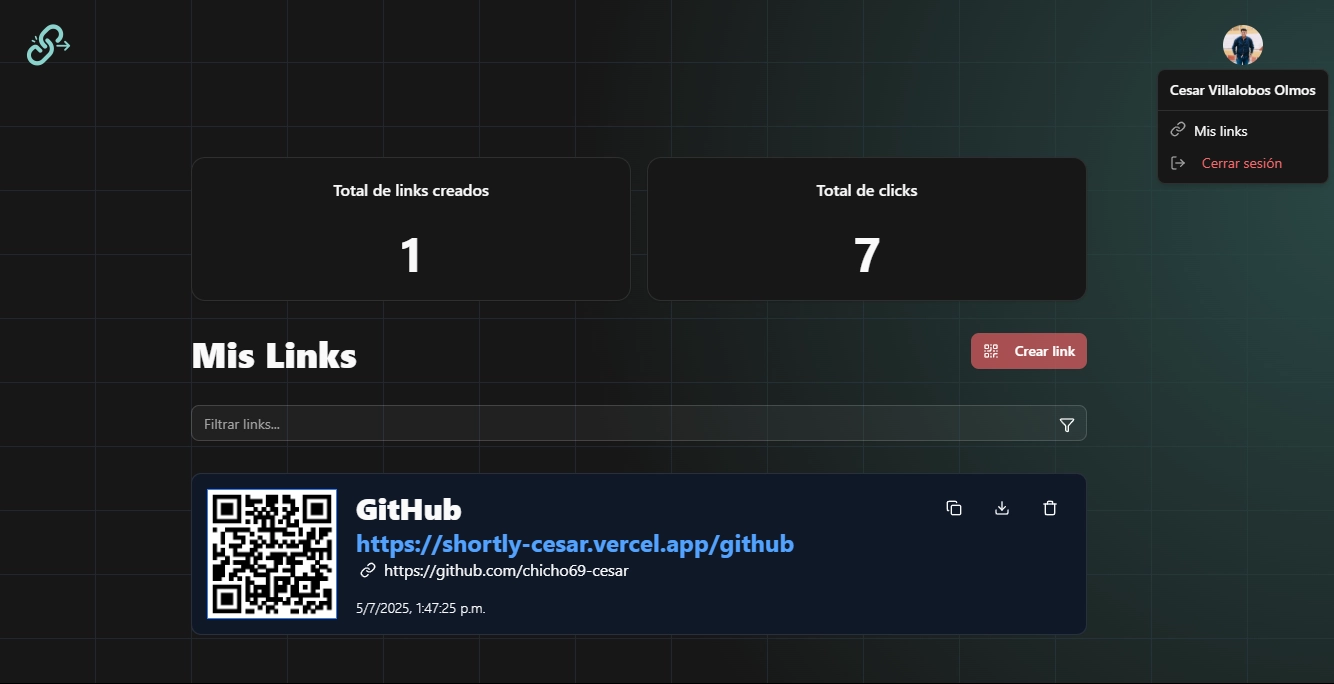 Cesar Villalobos Olmos
Mis links
Cerrar sesión
Total de links creados
1
Total de clicks
7
Mis Links
Crear link
Filtrar links...
GitHub
https://shortly-cesar.vercel.app/github
https://github.com/chicho69-cesar
5/7/2025, 1:47:25 p.m.